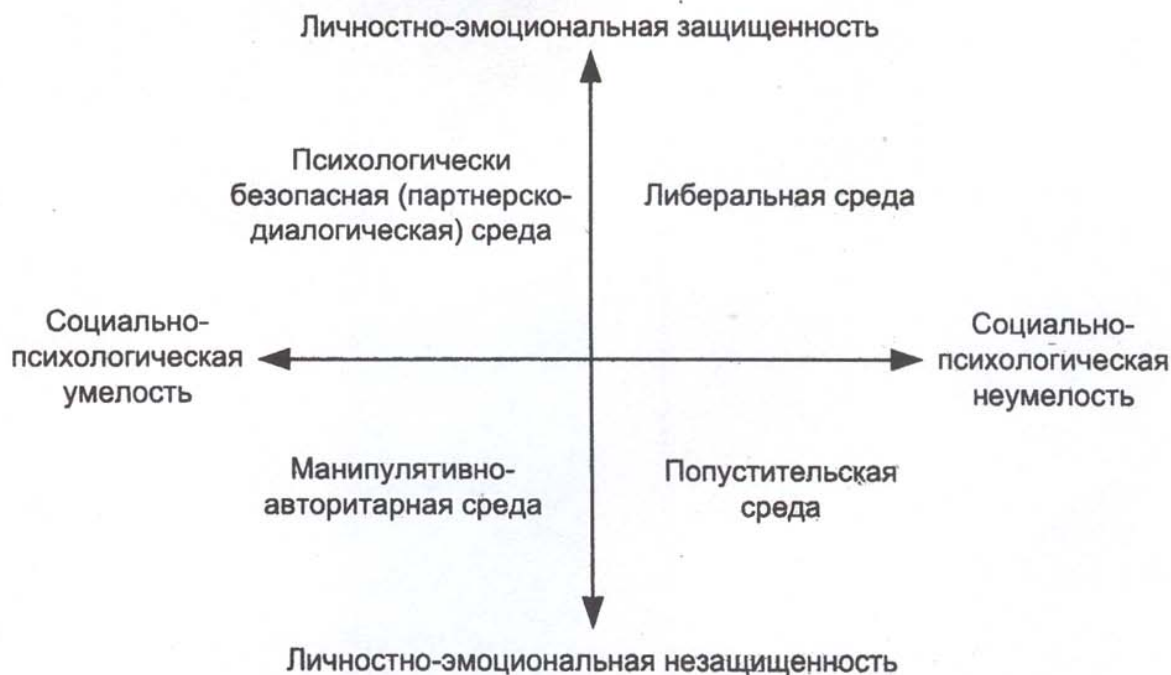 Личностно-эмоциональная защищенность
Психологически
безопасная (партнерско-
диалогическая) среда
Либеральная среда
Социально-
психологическая
умелость
Социально-
психологическая
неумелость
Манипулятивно-
авторитарная среда
Попустительская
среда
Личностно-эмоциональная незащищенность